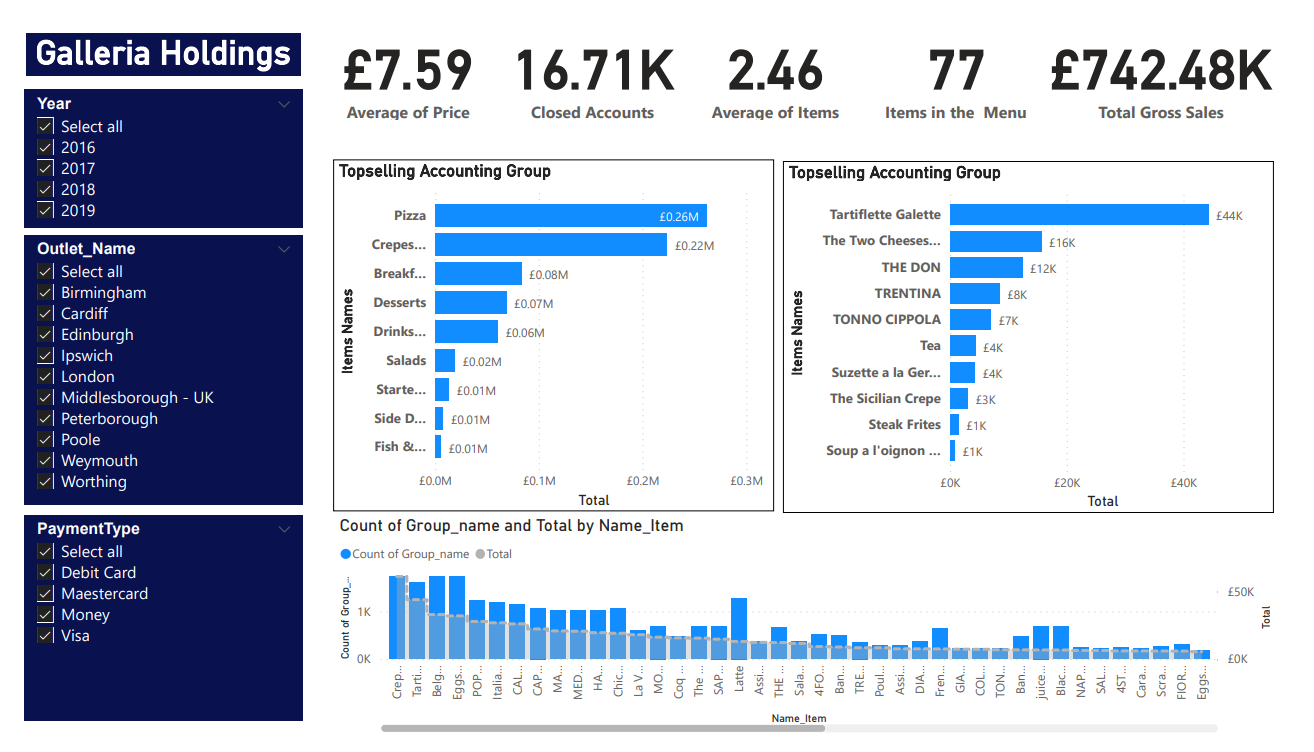 Galleria Holdings
Year
Select all
2016
2017
2018
2019
Outlet_Name
Select all
Birmingham
Cardiff
Edinburgh
Ipswich
London
Middlesborough - UK
Peterborough
Poole
Weymouth
Worthing
PaymentType
Select all
Debit Card
Maestercard
Money
Visa
£7.59
Average of Price
16.71K
Closed Accounts
2.46
Average of Items
77
Items in the Menu
£742.48K
Total Gross Sales
Topselling Accounting Group
Items Names
Pizza £0.26M
Crepes... £0.22M
Breakf... £0.08M
Desserts £0.07M
Drinks... £0.06M
Salads £0.02M
Starte... £0.01M
Side D... £0.01M
Fish &... £0.01M
£0.0M £0.1M £0.2M £0.3M
Total
Topselling Accounting Group
Items Names
Tartiflette Galette £44K
The Two Cheeses... £16K
THE DON £12K
TRENTINA £8K
TONNO CIPPOLA £7K
Tea £4K
Suzette a la Ger... £4K
The Sicilian Crepe £3K
Steak Frites £1K
Soup a l'oignon ... £1K
£0K £20K £40K
Total
Count of Group_name and Total by Name_Item
Count of Group_name Total
Count of Group_...
1K
0K
£50K
£0K
Total
Crep...
Tarti...
Belg...
Eggs...
POP...
Italia...
CAL...
CAP...
MA...
MED...
HA...
Chic...
La V...
MO...
Coq ...
The ...
SAP...
Latte
Assi...
THE ...
Sala...
4FO...
Ban...
TRE...
Poul...
Assi...
DIA...
Fren...
GIA...
COL...
TON...
Ban...
juice...
Blac...
NAP...
SAL...
4ST...
Cara...
Scra...
FIOR...
Eggs...
Name_Item